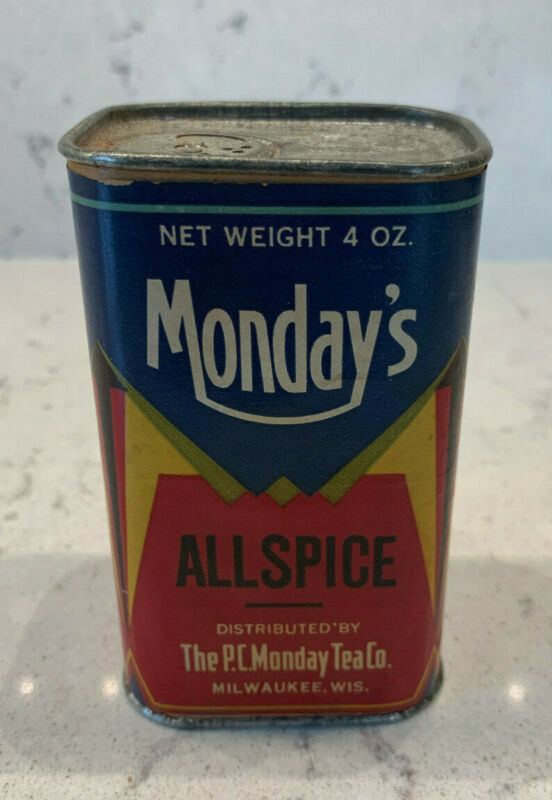 NET WEIGHT 4 OZ.
Monday's
ALLSPICE
DISTRIBUTED BY
The P.C. Monday Tea Co.
MILWAUKEE, WIS.